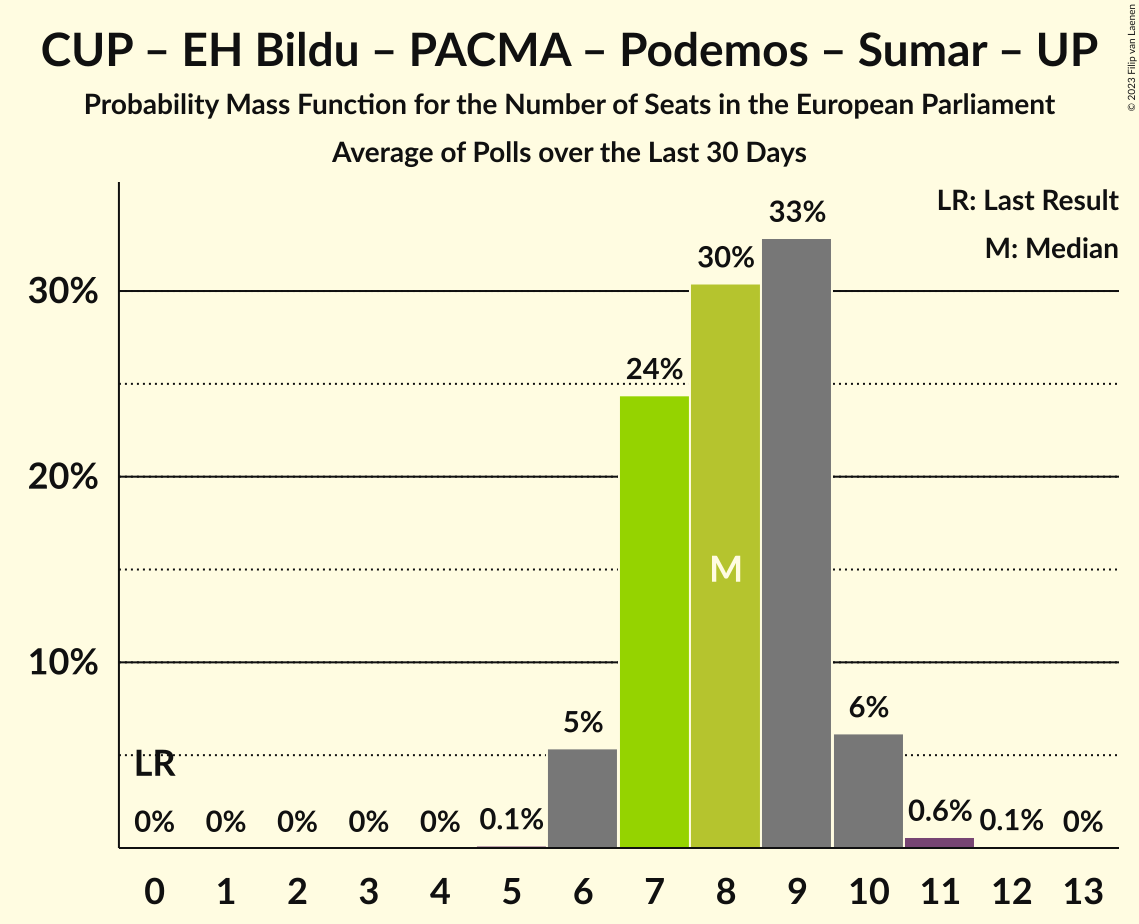 CUP – EH Bildu – PACMA – Podemos – Sumar – UP
Probability Mass Function for the Number of Seats in the European Parliament
Average of Polls over the Last 30 Days
© 2023 Filip van Laenen
LR: Last Result
M: Median
33%
30%
24%
30%
20%
10%
M
5%
6%
LR
0% 0% 0% 0% 0% 0.1% 0.6% 0.1% 0%
0 1 2 3 4 5 6 7 8 9 10 11 12 13